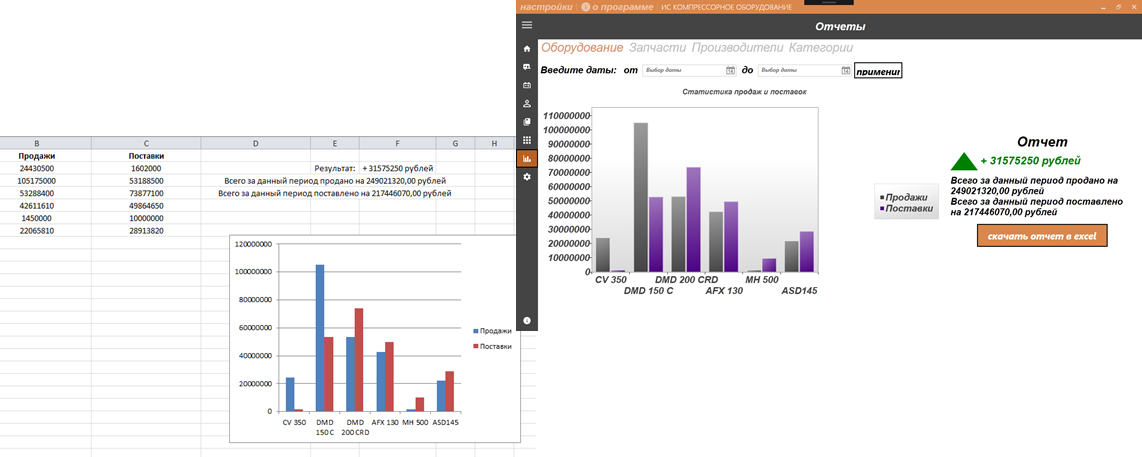 настройки о программе ИС КОМПРЕССОРНОЕ ОБОРУДОВАНИЕ
Отчеты
Оборудование Запчасти Производители Категории
Введите даты: от Выбор даты 14 до Выбор даты 14 применить
Статистика продаж и поставок
110000000
100000000
90000000
80000000
70000000
60000000
50000000
40000000
30000000
20000000
10000000
0
CV 350 DMD 200 CRD MH 500
DMD 150 C AFX 130 ASD145
Продажи
Поставки
Отчет
+ 31575250 рублей
Всего за данный период продано на
249021320,00 рублей
Всего за данный период поставлено
на 217446070,00 рублей
скачать отчет в excel
B C D E F G H
Продажи Поставки
24430500 1602000 Результат: + 31575250 рублей
105175000 53188500 Всего за данный период продано на 249021320,00 рублей
53288400 73877100 Всего за данный период поставлено на 217446070,00 рублей
42611610 49864650
1450000 10000000
22065810 28913820
120000000
100000000
80000000
60000000
40000000
20000000
0
CV 350 DMD 150 C DMD 200 CRD AFX 130 MH 500 ASD145
Продажи
Поставки